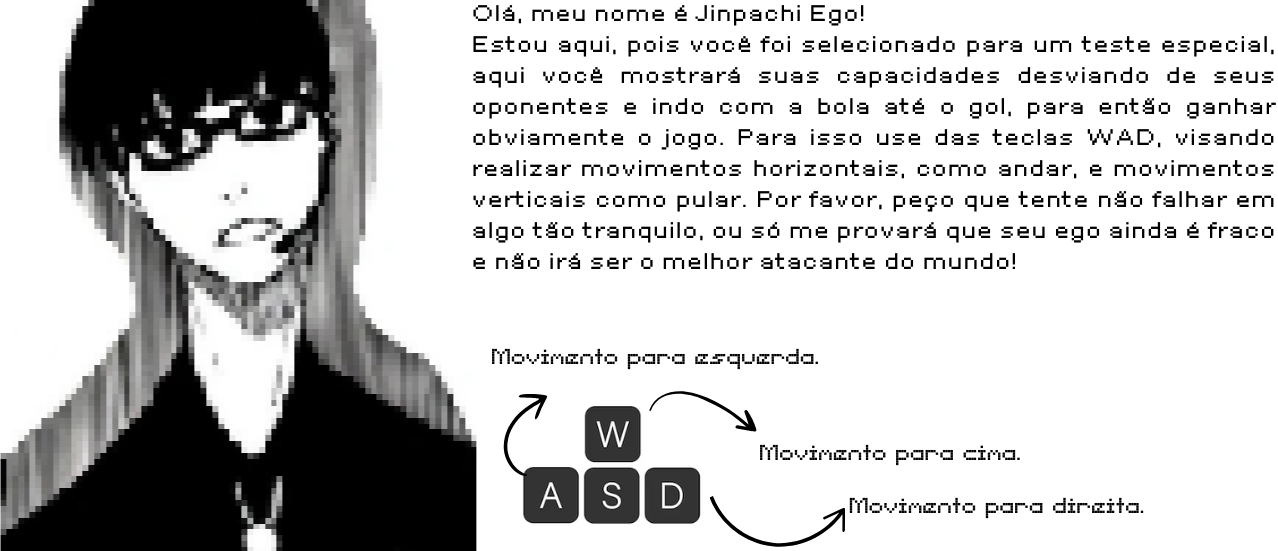 Olá, meu nome é Jinpachi Ego!
Estou aqui, pois você foi selecionado para um teste especial,
aqui você mostrará suas capacidades desviando de seus
oponentes e indo com a bola até o gol, para então ganhar
obviamente o jogo. Para isso use das teclas WAD, visando
realizar movimentos horizontais, como andar, e movimentos
verticais como pular. Por favor, peço que tente não falhar em
algo tão tranquilo, ou só me provará que seu ego ainda é fraco
e não irá ser o melhor atacante do mundo!
Movimento para esquerda.
W
Movimento para cima.
A S D
Movimento para direita.